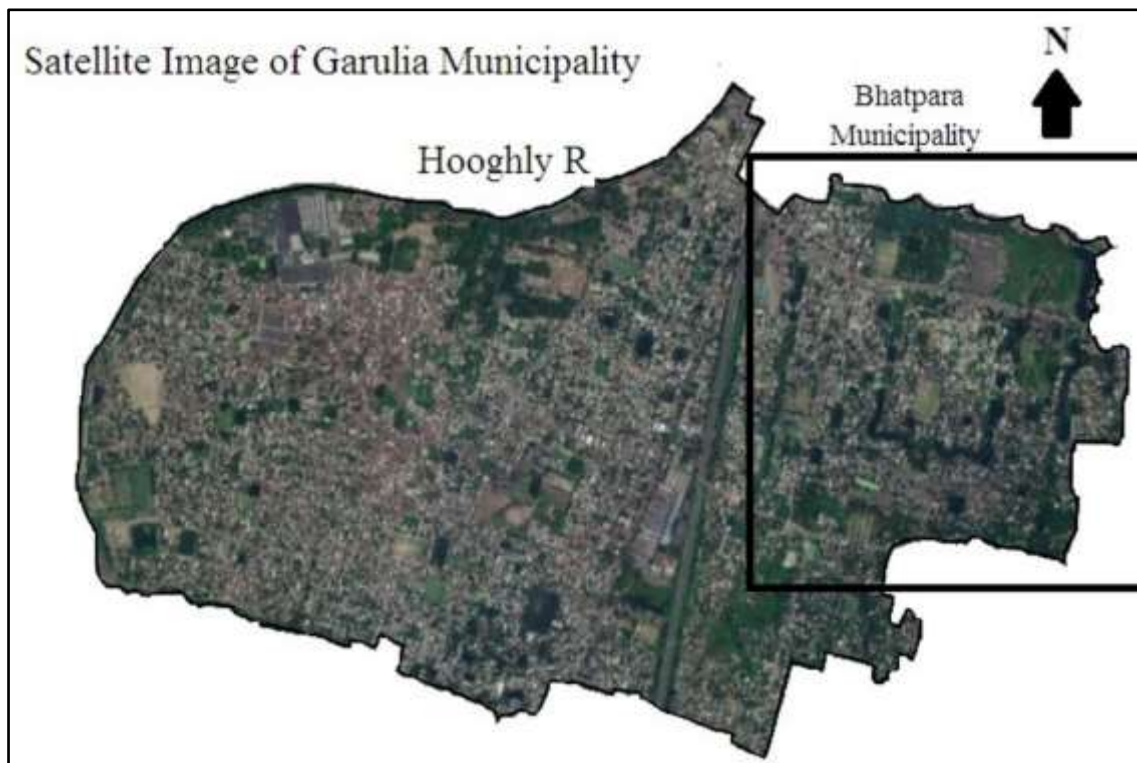 Satellite Image of Garulia Municipality
N
Bhatpara
Municipality
Hooghly R